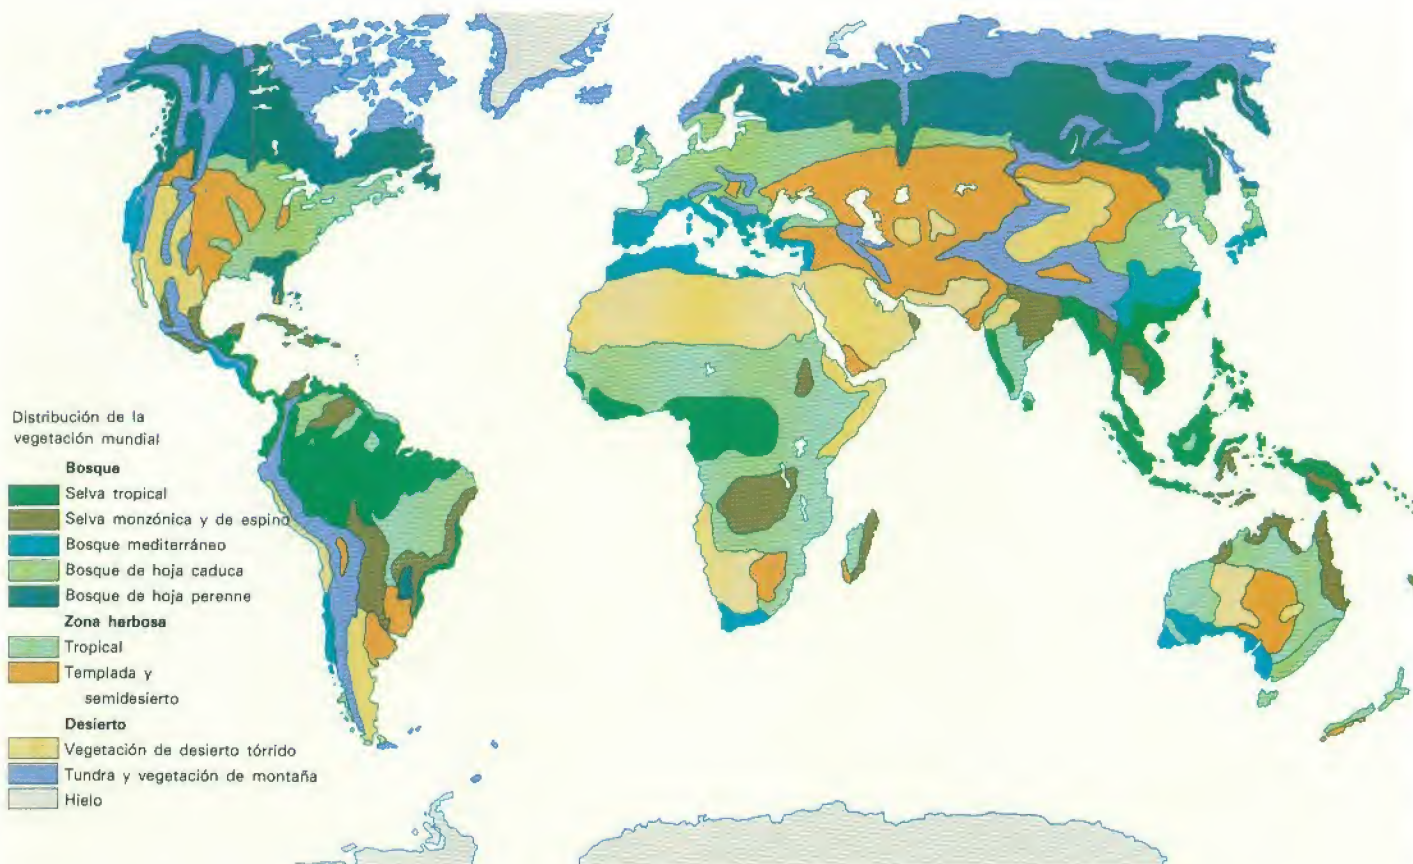 Distribución de la
vegetación mundial
Bosque
Selva tropical
Selva monzónica y de espino
Bosque mediterráneo
Bosque de hoja caduca
Bosque de hoja perenne
Zona herbosa
Tropical
Templada y
semidesierto
Desierto
Vegetación de desierto tórrido
Tundra y vegetación de montaña
Hielo